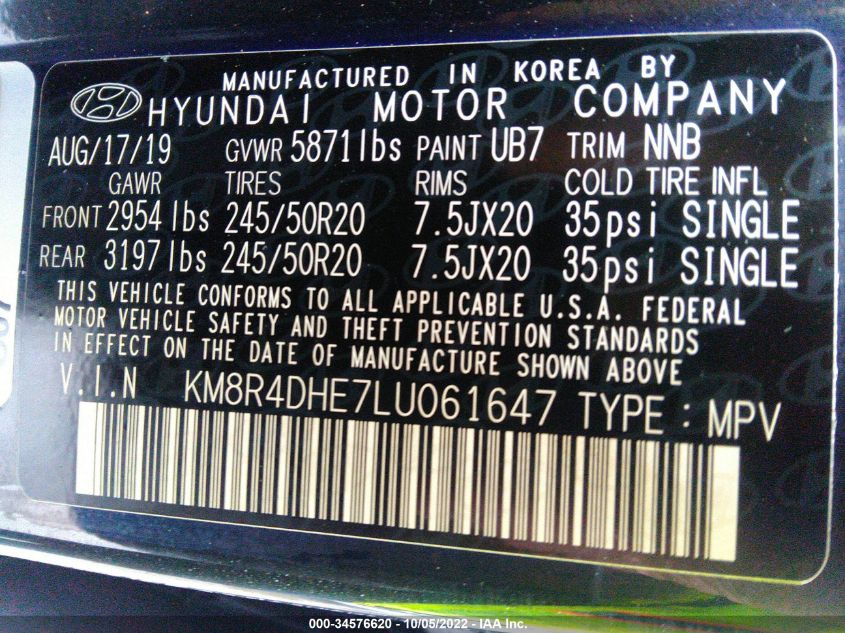 MANUFACTURED IN KOREA BY
HYUNDAI MOTOR COMPANY
AUG/17/19 GVWR 5871lbs PAINT UB7 TRIM NNB
GAWR TIRES RIMS COLD TIRE INFL
FRONT 2954 lbs 245/50R20 7.5JX20 35psi SINGLE
REAR 3197lbs 245/50R20 7.5JX20 35psi SINGLE
THIS VEHICLE CONFORMS TO ALL APPLICABLE U.S.A. FEDERAL
MOTOR VEHICLE SAFETY AND THEFT PREVENTION STANDARDS
IN EFFECT ON THE DATE OF MANUFACTURE SHOWN ABOVE
V.I.N KM8R4DHE7LU061647 TYPE : MPV
000-34576620 - 10/05/2022 - IAA Inc.